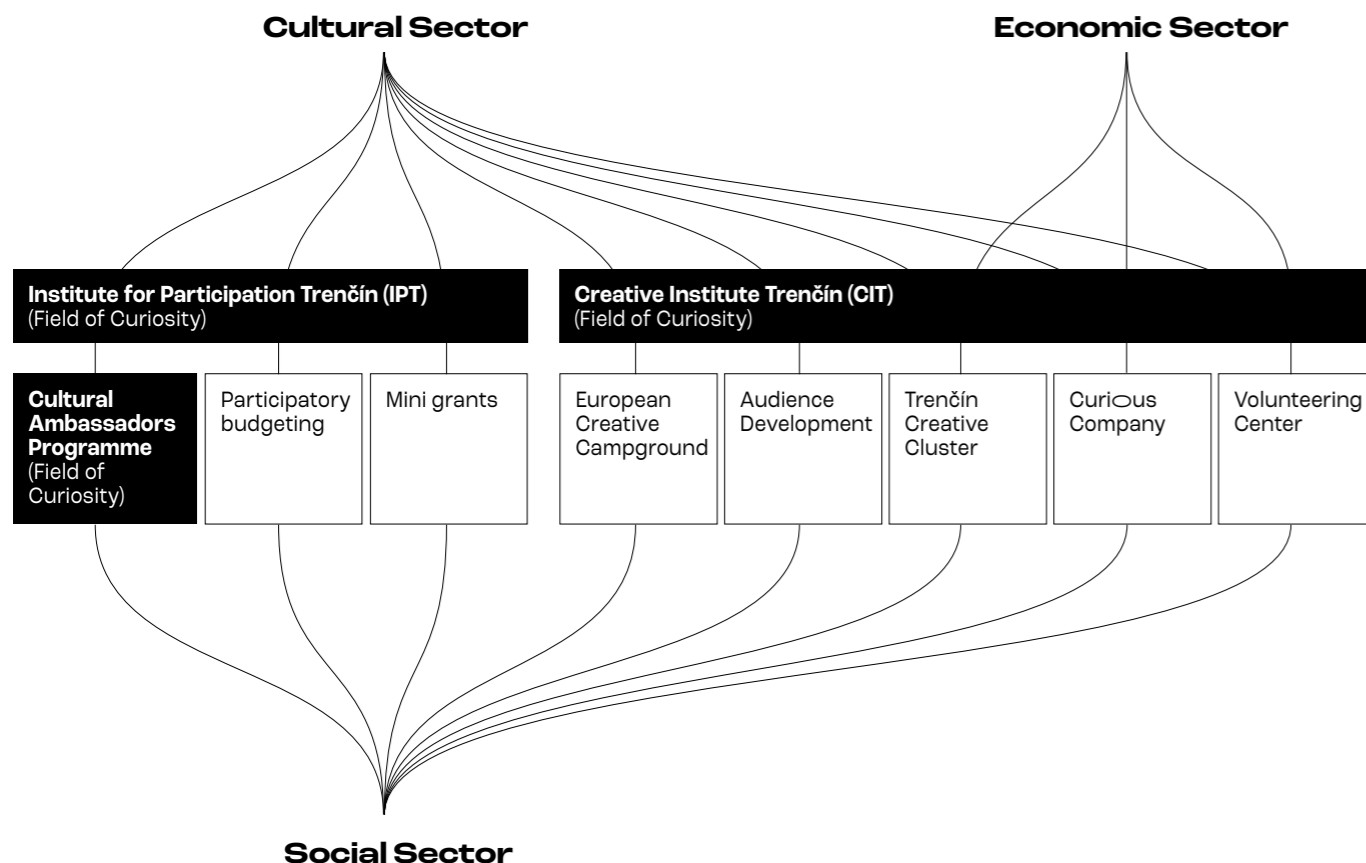 Cultural Sector
Economic Sector
Institute for Participation Trenčín (IPT)
(Field of Curiosity)
Creative Institute Trenčín (CIT)
(Field of Curiosity)
Cultural
Ambassadors
Programme
(Field of
Curiosity)
Participatory
budgeting
Mini grants
European
Creative
Campground
Audience
Development
Trenčín
Creative
Cluster
Curious
Company
Volunteering
Center
Social Sector